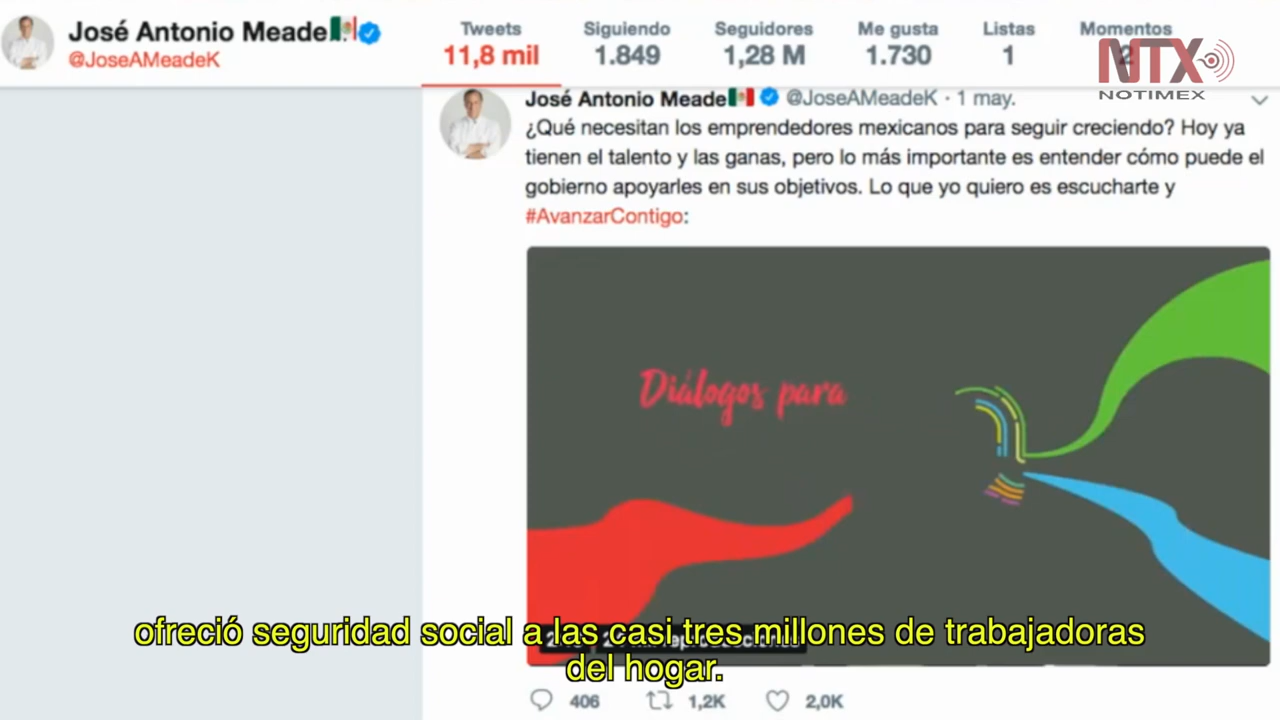 José Antonio Meade
@JoseAMeadeK
Tweets
11,8 mil
Siguiendo
1.849
Seguidores
1,28 M
Me gusta
1.730
Listas
1
Momentos
2
NTX
NOTIMEX
José Antonio Meade @JoseAMeadeK · 1 may.
¿Qué necesitan los emprendedores mexicanos para seguir creciendo? Hoy ya
tienen el talento y las ganas, pero lo más importante es entender cómo puede el
gobierno apoyarles en sus objetivos. Lo que yo quiero es escucharte y
#AvanzarContigo:
Diálogos para
ofreció seguridad social a las casi tres millones de trabajadoras
del hogar.
406
1,2K
2,0K